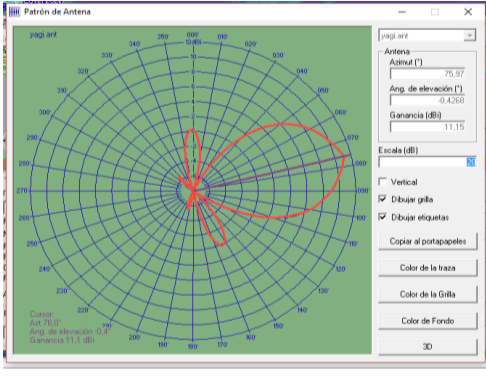 Patrón de Antena
yagi.ant
yagi.ant
Antena
Azimut (°)
75,97
Ang. de elevación (°)
-0,4268
Ganancia (dBi)
11,15
Escala (dB)
20
Vertical
Dibujar grilla
Dibujar etiquetas
Copiar al portapapeles
Color de la traza
Color de la Grilla
Color de Fondo
3D
000°
010°
020°
030°
040°
060°
070°
080°
090°
100°
110°
120°
130°
140°
150°
160°
170°
180°
190°
200°
210°
220°
230°
240°
250°
260°
270°
280°
290°
300°
310°
320°
330°
340°
350°
Cursor:
Azt 76,0°
Ang. de elevación -0,4°
Ganancia 11,1 dBi